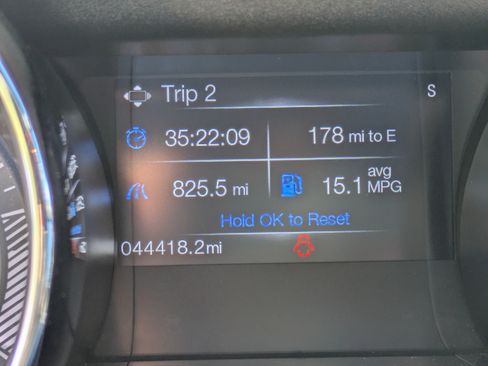 Trip 2 S
35:22:09 178 mi to E
825.5 mi 15.1 avg MPG
Hold OK to Reset
044418.2mi